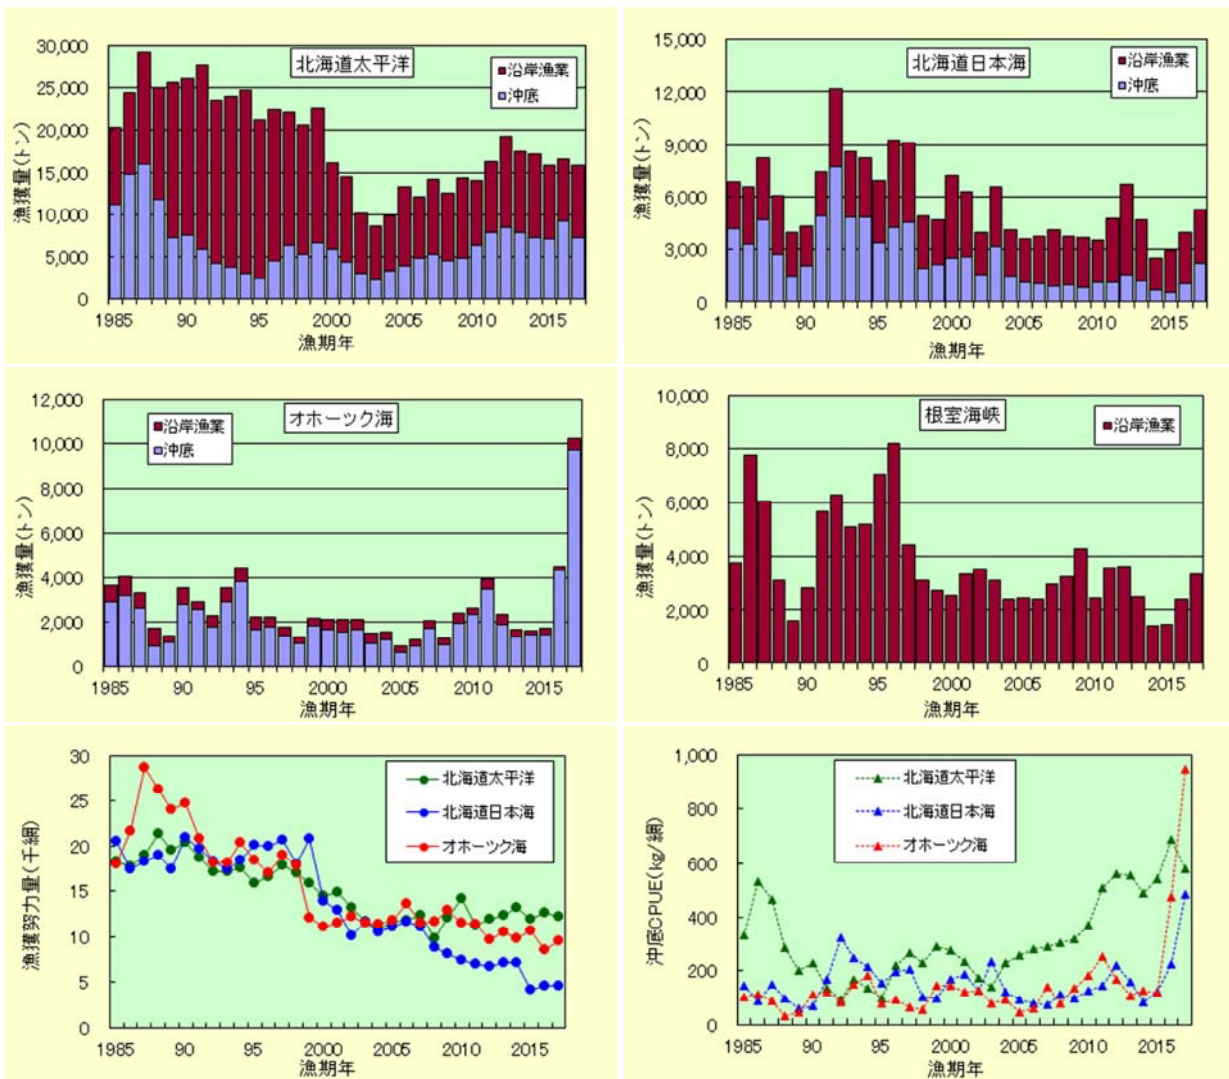 北海道太平洋
沿岸漁業
沖底
漁獲量(トン)
30,000
25,000
20,000
15,000
10,000
5,000
0
1985 90 95 2000 2005 2010 2015
漁期年
北海道日本海
沿岸漁業
沖底
漁獲量(トン)
15,000
12,000
9,000
6,000
3,000
0
1985 90 95 2000 2005 2010 2015
漁期年
オホーツク海
沿岸漁業
沖底
漁獲量(トン)
12,000
10,000
8,000
6,000
4,000
2,000
0
1985 90 95 2000 2005 2010 2015
漁期年
根室海峡
沿岸漁業
漁獲量(トン)
10,000
8,000
6,000
4,000
2,000
0
1985 90 95 2000 2005 2010 2015
漁期年
北海道太平洋
北海道日本海
オホーツク海
漁獲努力量(千網)
30
25
20
15
10
5
0
1985 90 95 2000 2005 2010 2015
漁期年
北海道太平洋
北海道日本海
オホーツク海
沖底CPUE(kg/網)
1,000
800
600
400
200
0
1985 90 95 2000 2005 2010 2015
漁期年